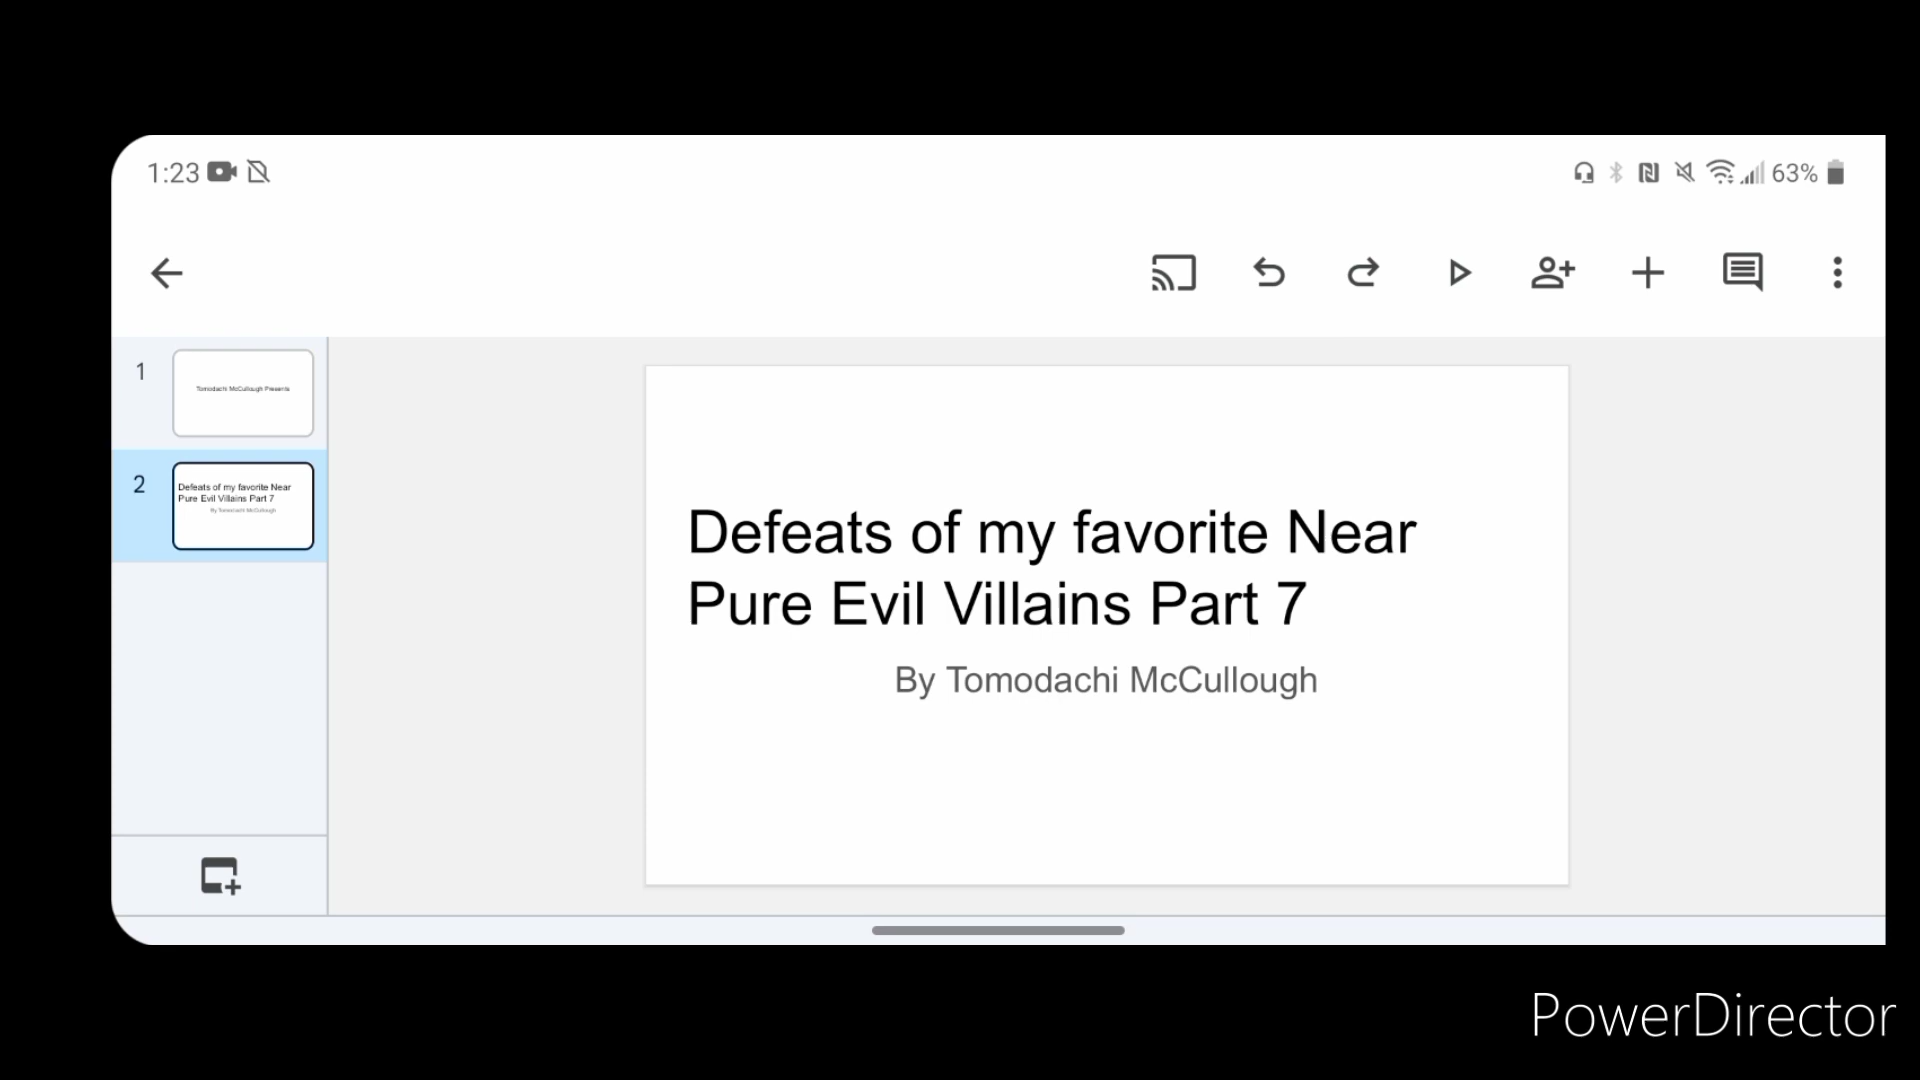 1:23
63%
1
Tomodachi McCullough Presents
2
Defeats of my favorite Near
Pure Evil Villains Part 7
By Tomodachi McCullough
Defeats of my favorite Near
Pure Evil Villains Part 7
By Tomodachi McCullough
PowerDirector